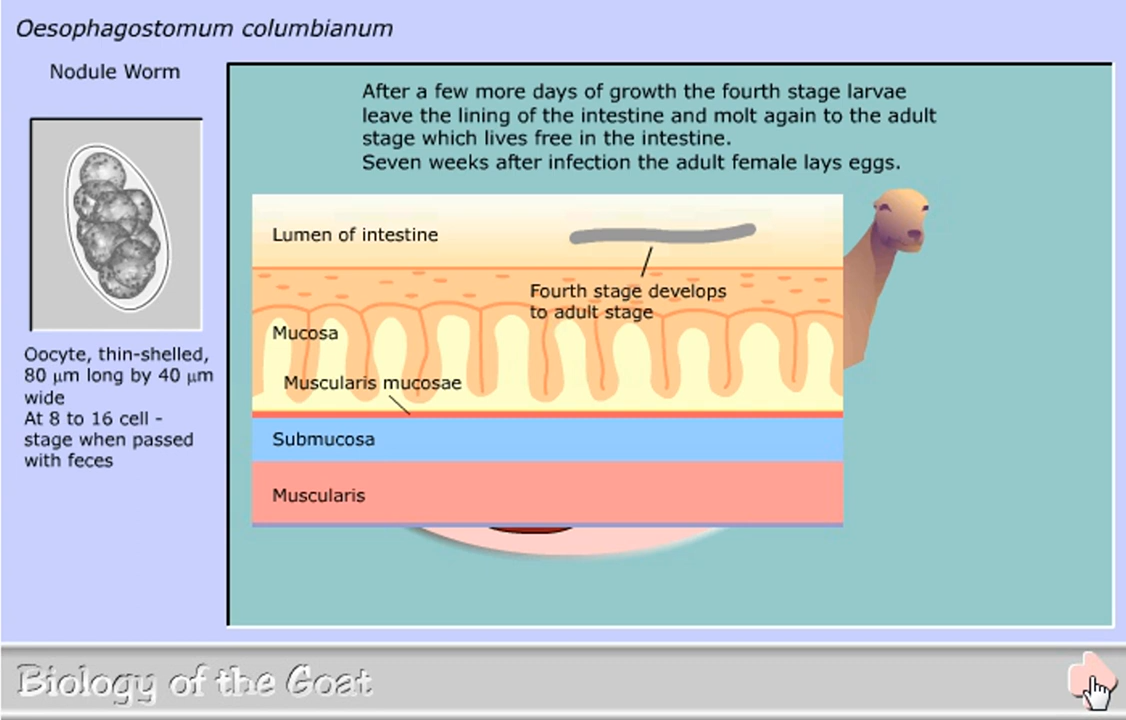 Oesophagostomum columbianum
Nodule Worm
Oocyte, thin-shelled,
80 μm long by 40 μm
wide
At 8 to 16 cell -
stage when passed
with feces
After a few more days of growth the fourth stage larvae
leave the lining of the intestine and molt again to the adult
stage which lives free in the intestine.
Seven weeks after infection the adult female lays eggs.
Lumen of intestine
Fourth stage develops
to adult stage
Mucosa
Muscularis mucosae
Submucosa
Muscularis
Biology of the Goat